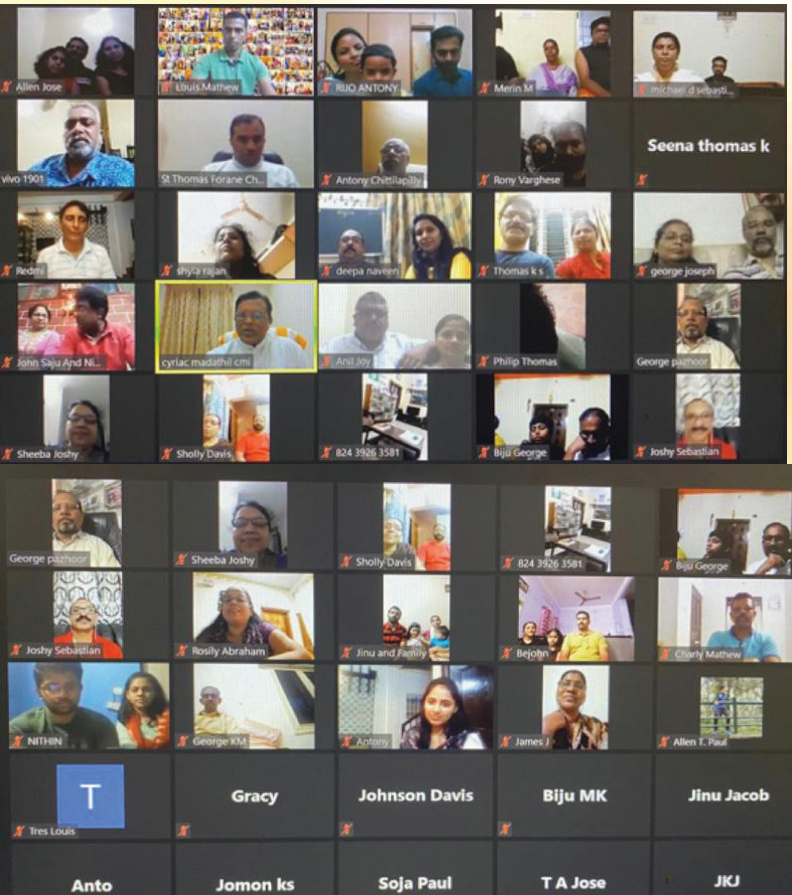 Allen Jose
Louis Mathew
RIJO ANTONY
Merin M
michael d sebasti...
vivo 1901
St Thomas Forane Ch...
Antony Chittilapilly
Rony Varghese
Seena thomas k
Redmi
shyla rajan
deepa naveen
Thomas k s
george joseph
John Saju And Ni...
cyriac madathil cmi
Anil Joy
Philip Thomas
George pazhoor
Sheeba Joshy
Sholly Davis
824 3926 3581
Biju George
Joshy Sebastian
George pazhoor
Sheeba Joshy
Sholly Davis
824 3926 3581
Biju George
Joshy Sebastian
Rosily Abraham
Jinu and Family
Bejohn
Charly Mathew
NITHIN
George KM
Antony
James J
Allen T. Paul
T
Tres Louis
Gracy
Johnson Davis
Biju MK
Jinu Jacob
Anto
Jomon ks
Soja Paul
T A Jose
JKJ